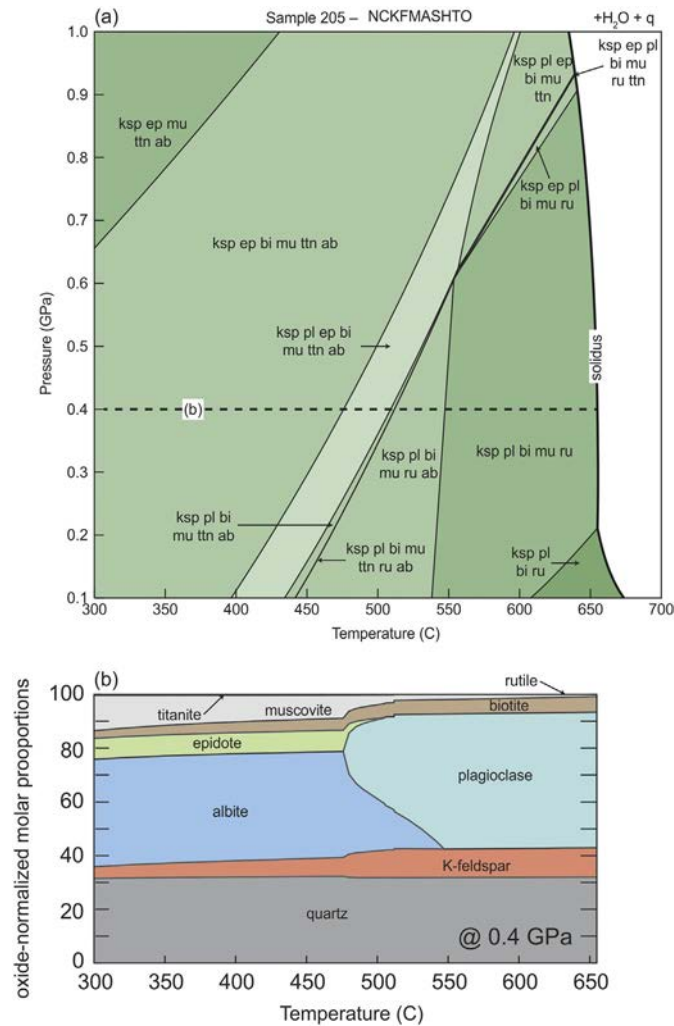 (a)
Sample 205 – NCKFMASHTO
+H₂O + q
1.0
0.9
0.8
0.7
0.6
0.5
0.4
0.3
0.2
0.1
Pressure (GPa)
ksp ep mu
ttn ab
ksp ep bi mu ttn ab
ksp pl ep
bi mu
ttn
ksp ep pl
bi mu
ru ttn
ksp ep pl
bi mu ru
ksp pl ep bi
mu ttn ab
(b)
solidus
ksp pl bi
mu ru ab
ksp pl bi mu ru
ksp pl bi
mu ttn ab
ksp pl bi mu
ttn ru ab
ksp pl
bi ru
300
350
400
450
500
550
600
650
700
Temperature (C)
(b)
rutile
100
80
60
40
20
0
oxide-normalized molar prooportions
titanite
muscovite
biotite
epidote
plagioclase
albite
K-feldspar
quartz
@ 0.4 GPa
300
350
400
450
500
550
600
650
Temperature (C)